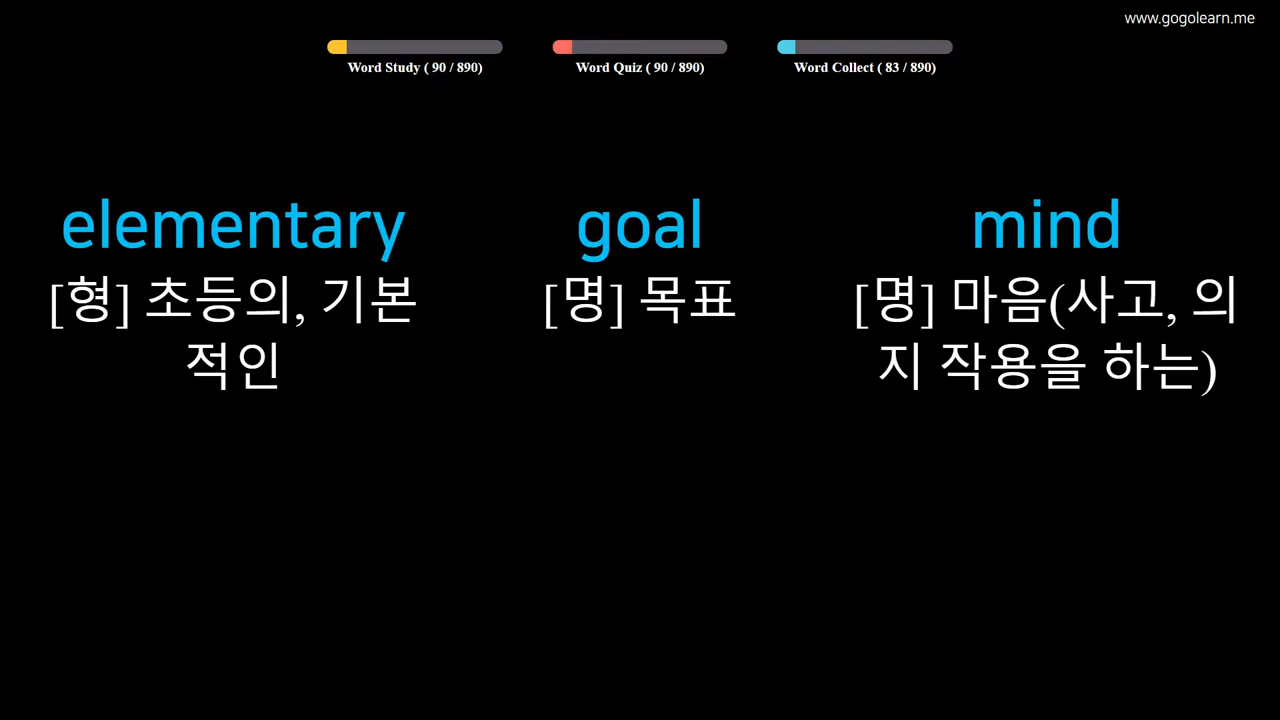 www.gogolearn.me
Word Study ( 90 / 890)
Word Quiz ( 90 / 890)
Word Collect ( 83 / 890)
elementary
[형] 초등의, 기본
적인
goal
[명] 목표
mind
[명] 마음(사고, 의
지 작용을 하는)